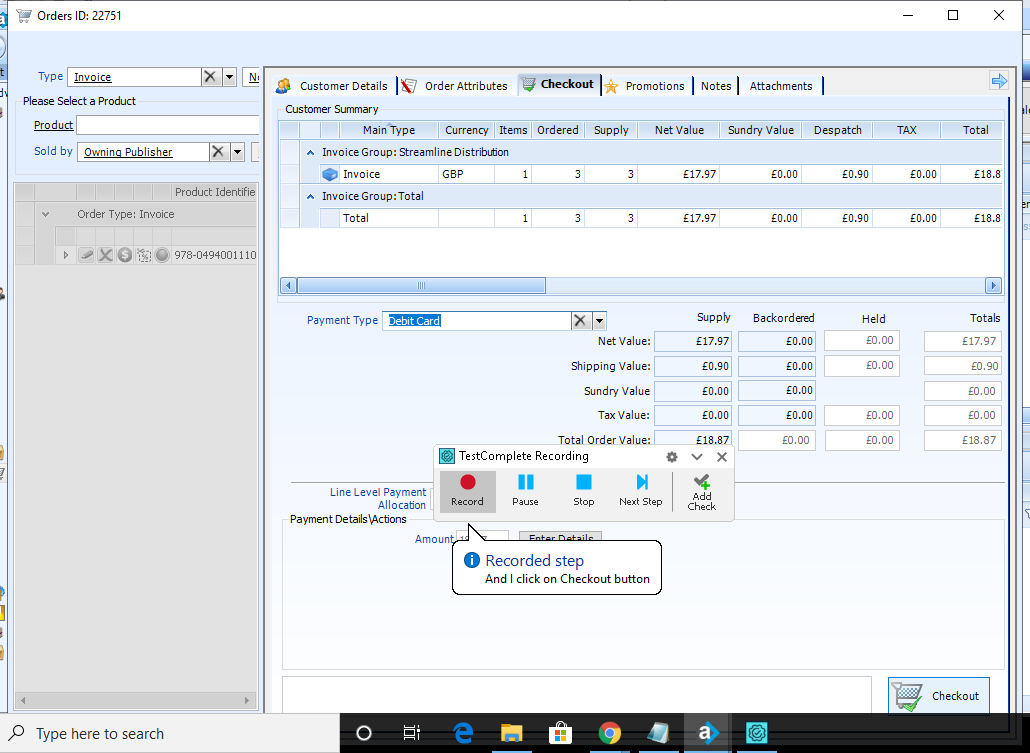 Orders ID: 22751
Type Invoice
Please Select a Product
Product
Sold by Owning Publisher
Product Identifie
Order Type: Invoice
978-0494001110
Customer Details Order Attributes Checkout Promotions Notes Attachments
Customer Summary
Main Type Currency Items Ordered Supply Net Value Sundry Value Despatch TAX Total
Invoice Group: Streamline Distribution
Invoice GBP 1 3 3 £17.97 £0.00 £0.90 £0.00 £18.8
Invoice Group: Total
Total 1 3 3 £17.97 £0.00 £0.90 £0.00 £18.8
Payment Type Debit Card
Supply Backordered Held Totals
Net Value: £17.97 £0.00 £0.00 £17.97
Shipping Value: £0.90 £0.00 £0.00 £0.90
Sundry Value £0.00 £0.00 £0.00
Tax Value: £0.00 £0.00 £0.00 £0.00
Total Order Value: £18.87 £0.00 £0.00 £18.87
TestComplete Recording
Record Pause Stop Next Step Add
Check
Line Level Payment
Allocation
Payment Details\Actions
Amount Enter Details
Recorded step
And I click on Checkout button
Checkout
Type here to search